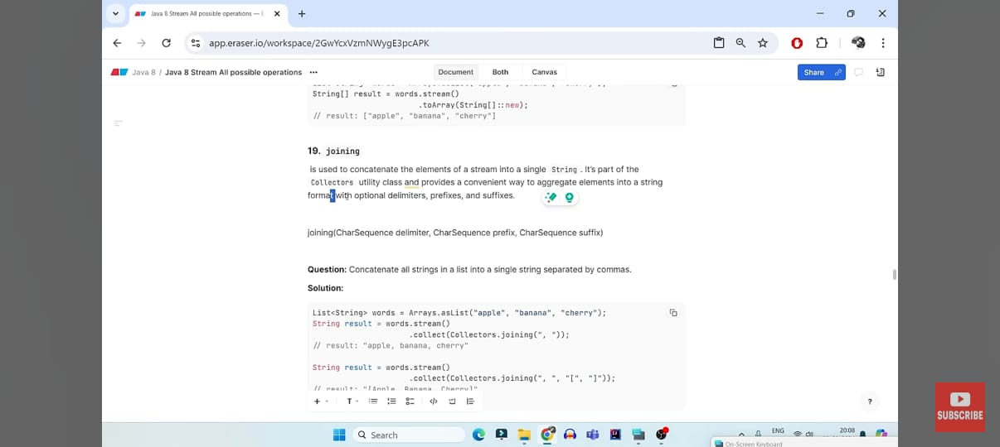 Java 8 Stream All possible operations — E
app.eraser.io/workspace/2GwYcxVzmNWygE3pcAPK
Java 8 / Java 8 Stream All possible operations ...
Document Both Canvas
Share
String[] result = words.stream()
.toArray(String[]::new);
// result: ["apple", "banana", "cherry"]
19. joining
is used to concatenate the elements of a stream into a single String . It's part of the
Collectors utility class and provides a convenient way to aggregate elements into a string
format with optional delimiters, prefixes, and suffixes.
joining(CharSequence delimiter, CharSequence prefix, CharSequence suffix)
Question: Concatenate all strings in a list into a single string separated by commas.
Solution:
List<String> words = Arrays.asList("apple", "banana", "cherry");
String result = words.stream()
.collect(Collectors.joining(", "));
// result: "apple, banana, cherry"
String result = words.stream()
.collect(Collectors.joining(", ", "[", "]"));
// result: "[Apple, Banana, Cherry]"
T
?
SUBSCRIBE
Search
ENG
20:08
On-Screen Keyboard